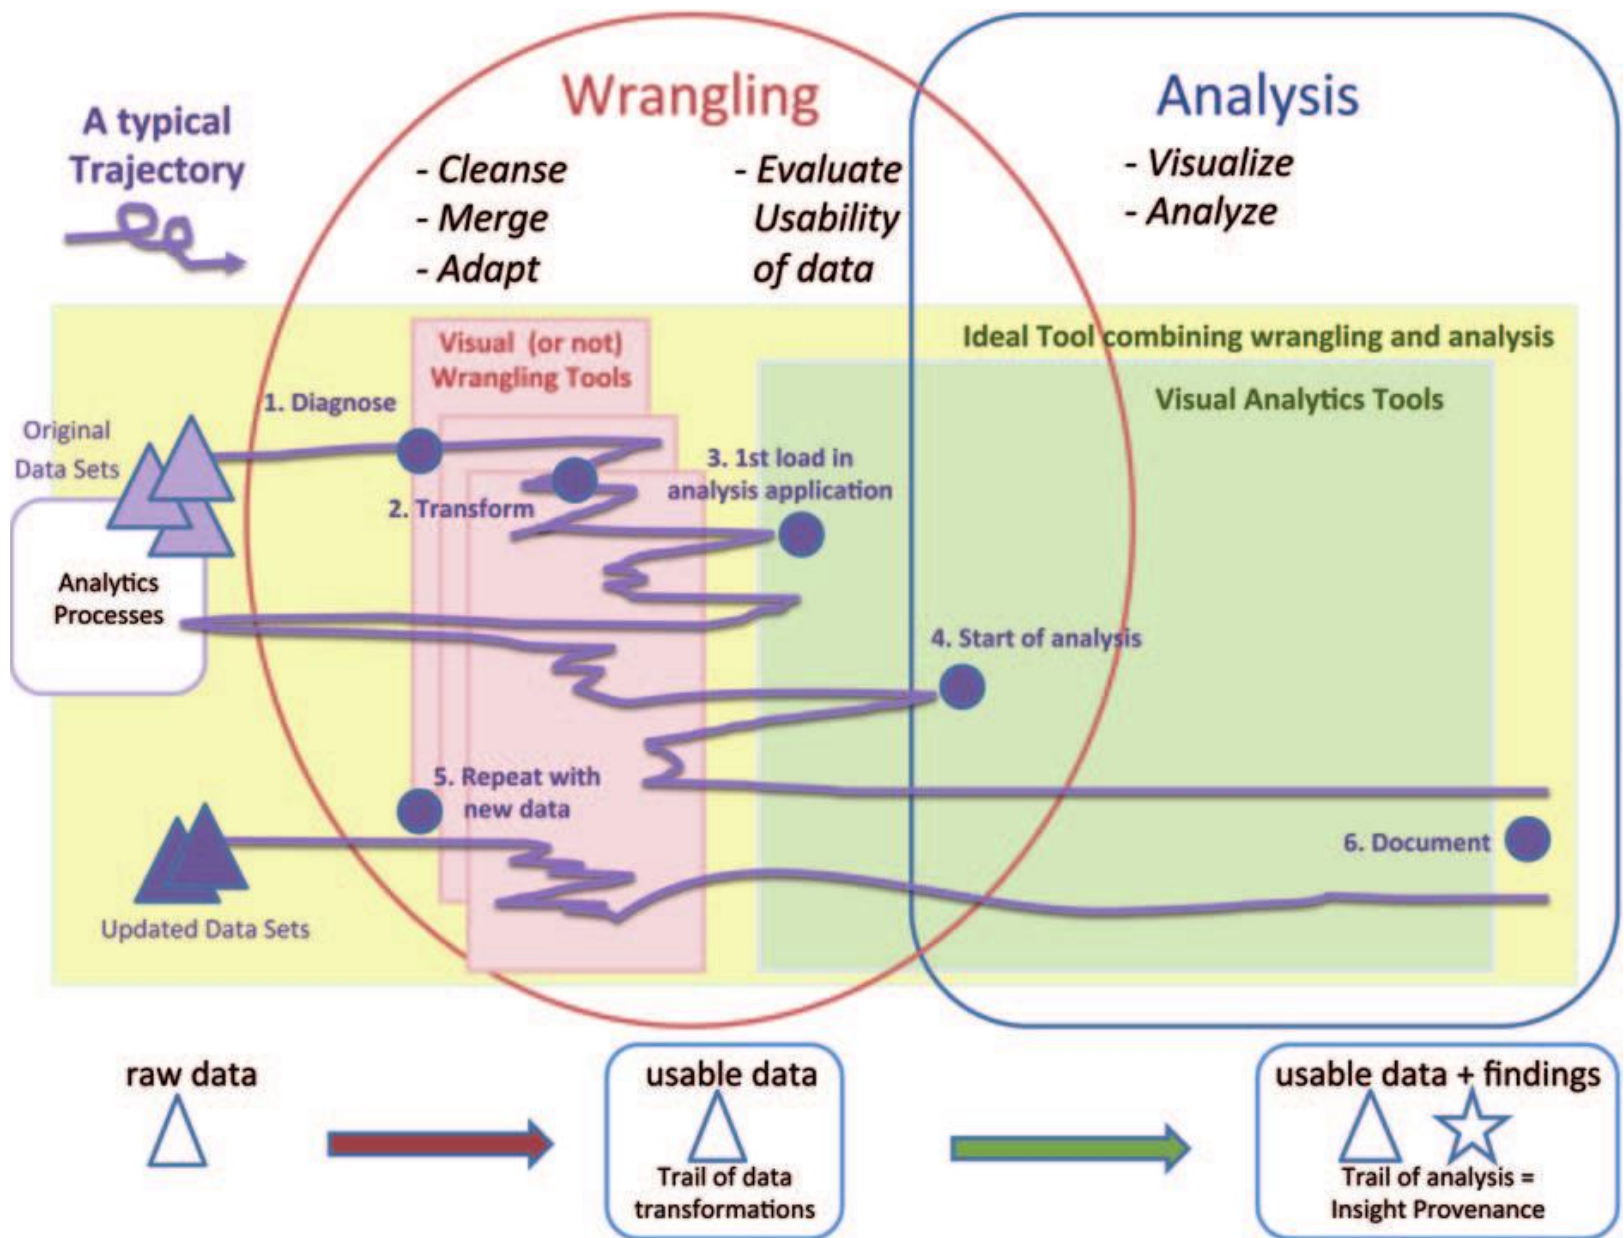 Wrangling
Analysis
A typical
Trajectory
- Cleanse
- Merge
- Adapt
- Evaluate
Usability
of data
- Visualize
- Analyze
Visual (or not)
Wrangling Tools
Ideal Tool combining wrangling and analysis
Visual Analytics Tools
1. Diagnose
Original
Data Sets
2. Transform
3. 1st load in
analysis application
Analytics
Processes
4. Start of analysis
5. Repeat with
new data
6. Document
Updated Data Sets
raw data
usable data
Trail of data
transformations
usable data + findings
Trail of analysis =
Insight Provenance